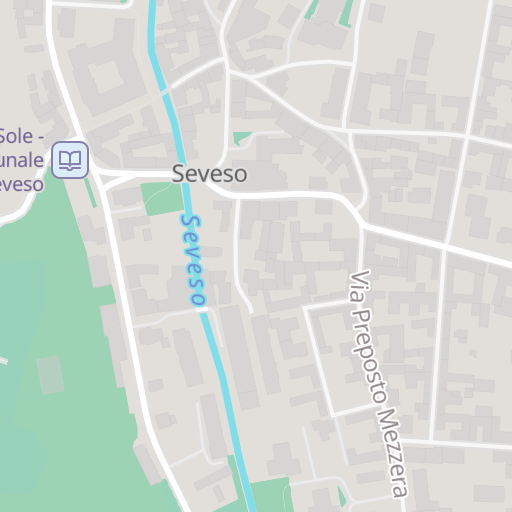 Sole -
unale
eveso
Seveso
Seveso
Via Preposto Mezzera